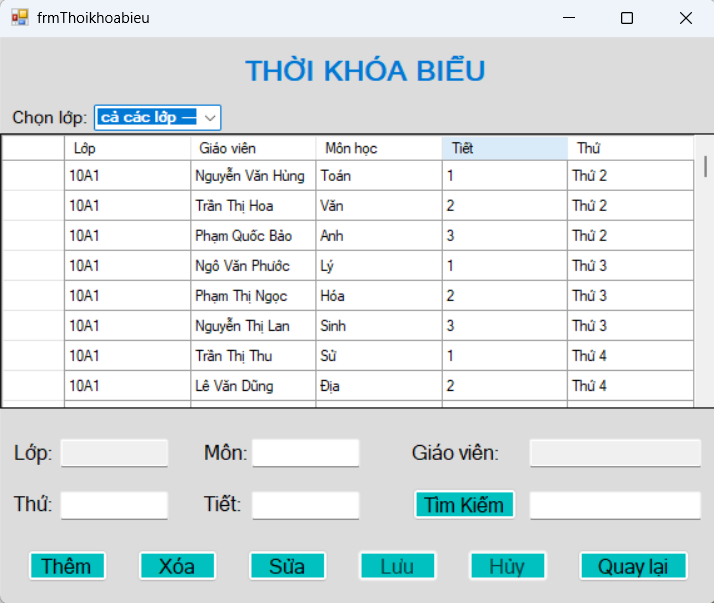 frmThoikhoabieu
THỜI KHÓA BIỂU
Chọn lớp: cả các lớp —
Lớp Giáo viên Môn học Tiết Thứ
10A1 Nguyễn Văn Hùng Toán 1 Thứ 2
10A1 Trần Thị Hoa Văn 2 Thứ 2
10A1 Phạm Quốc Bảo Anh 3 Thứ 2
10A1 Ngô Văn Phước Lý 1 Thứ 3
10A1 Phạm Thị Ngọc Hóa 2 Thứ 3
10A1 Nguyễn Thị Lan Sinh 3 Thứ 3
10A1 Trần Thị Thu Sử 1 Thứ 4
10A1 Lê Văn Dũng Địa 2 Thứ 4
Lớp: Môn: Giáo viên:
Thứ: Tiết: Tìm Kiếm
Thêm Xóa Sửa Lưu Hủy Quay lại